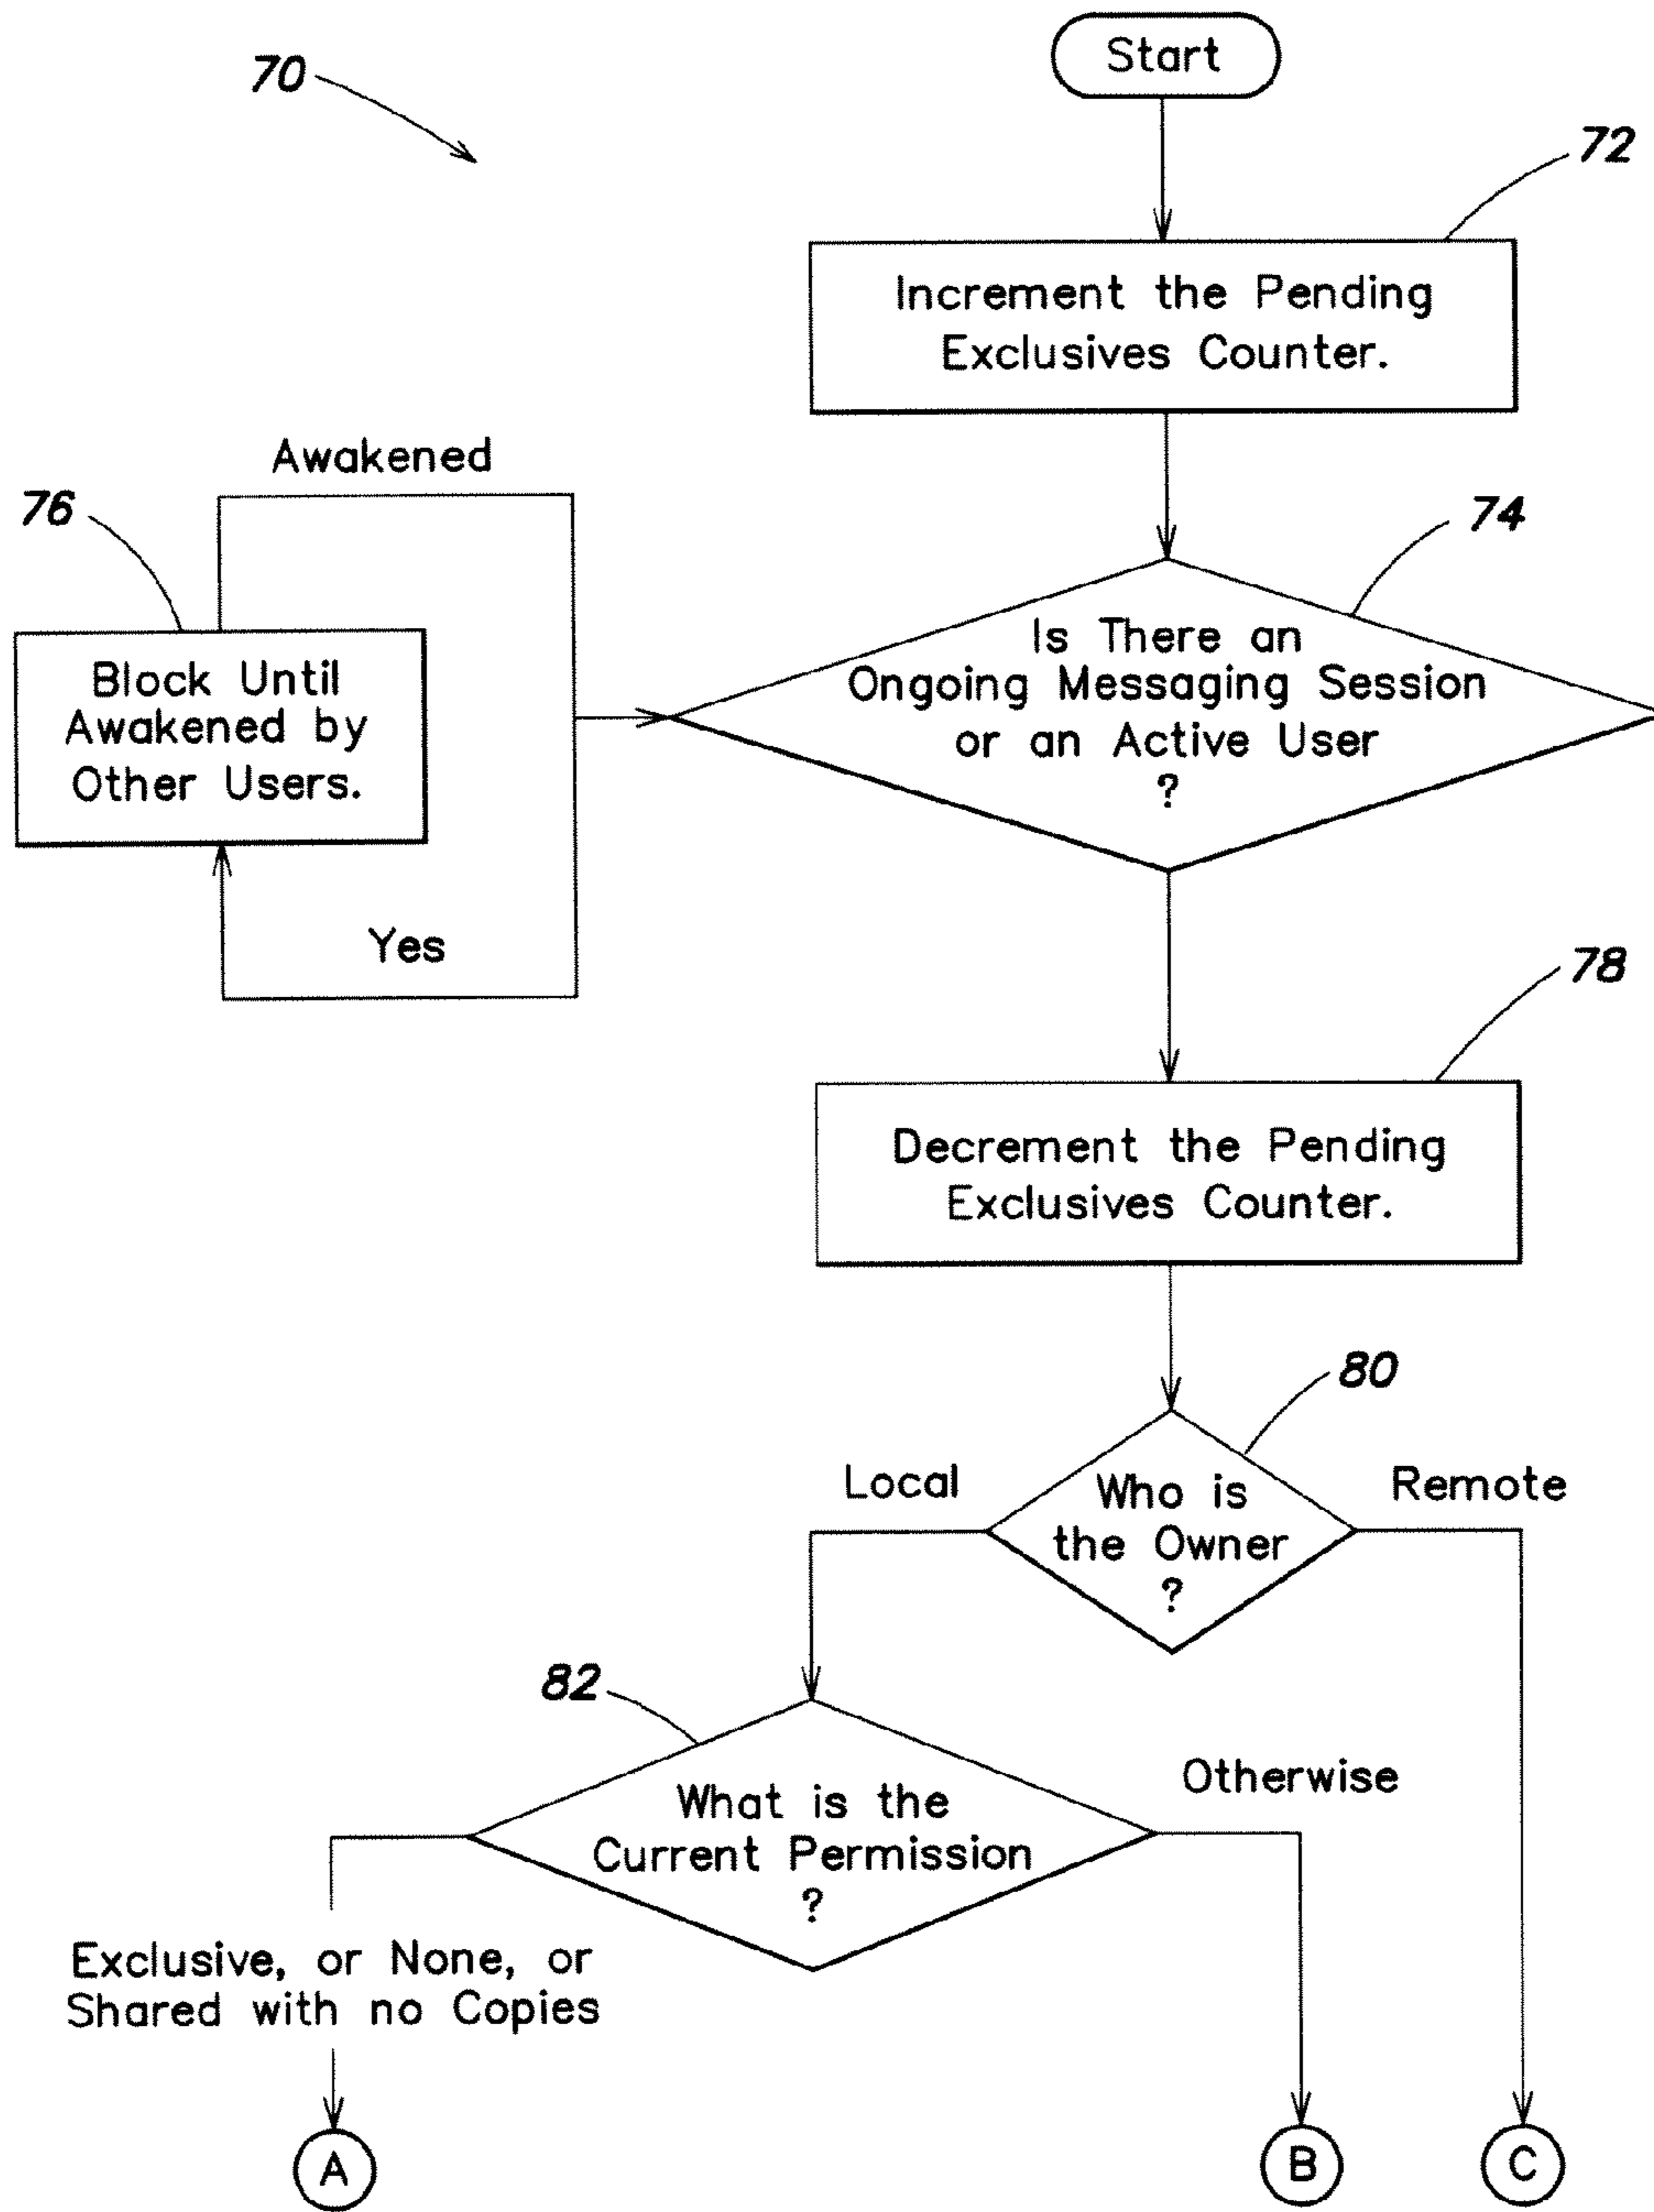 Start
70
72
Increment the Pending
Exclusives Counter.
Awakened
76
74
Block Until
Awakened by
Other Users.
Is There an
Ongoing Messaging Session
or an Active User
?
Yes
78
Decrement the Pending
Exclusives Counter.
80
Local
Who is
the Owner
?
Remote
82
What is the
Current Permission
?
Otherwise
Exclusive, or None, or
Shared with no Copies
A
B
C